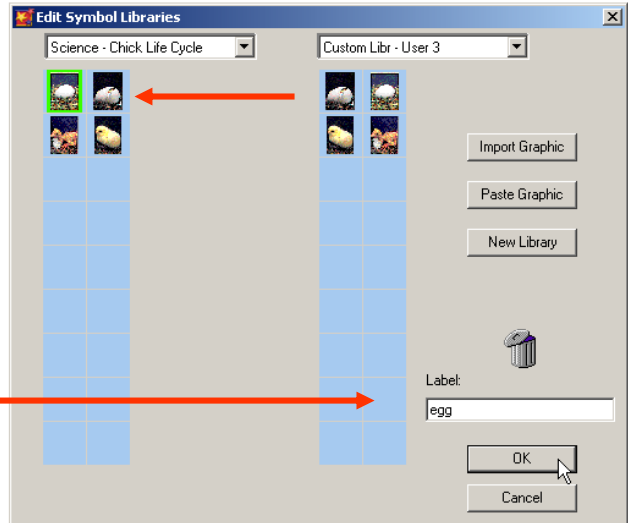 Edit Symbol Libraries
Science - Chick Life Cycle
Custom Libr - User 3
Import Graphic
Paste Graphic
New Library
Label:
egg
OK
Cancel